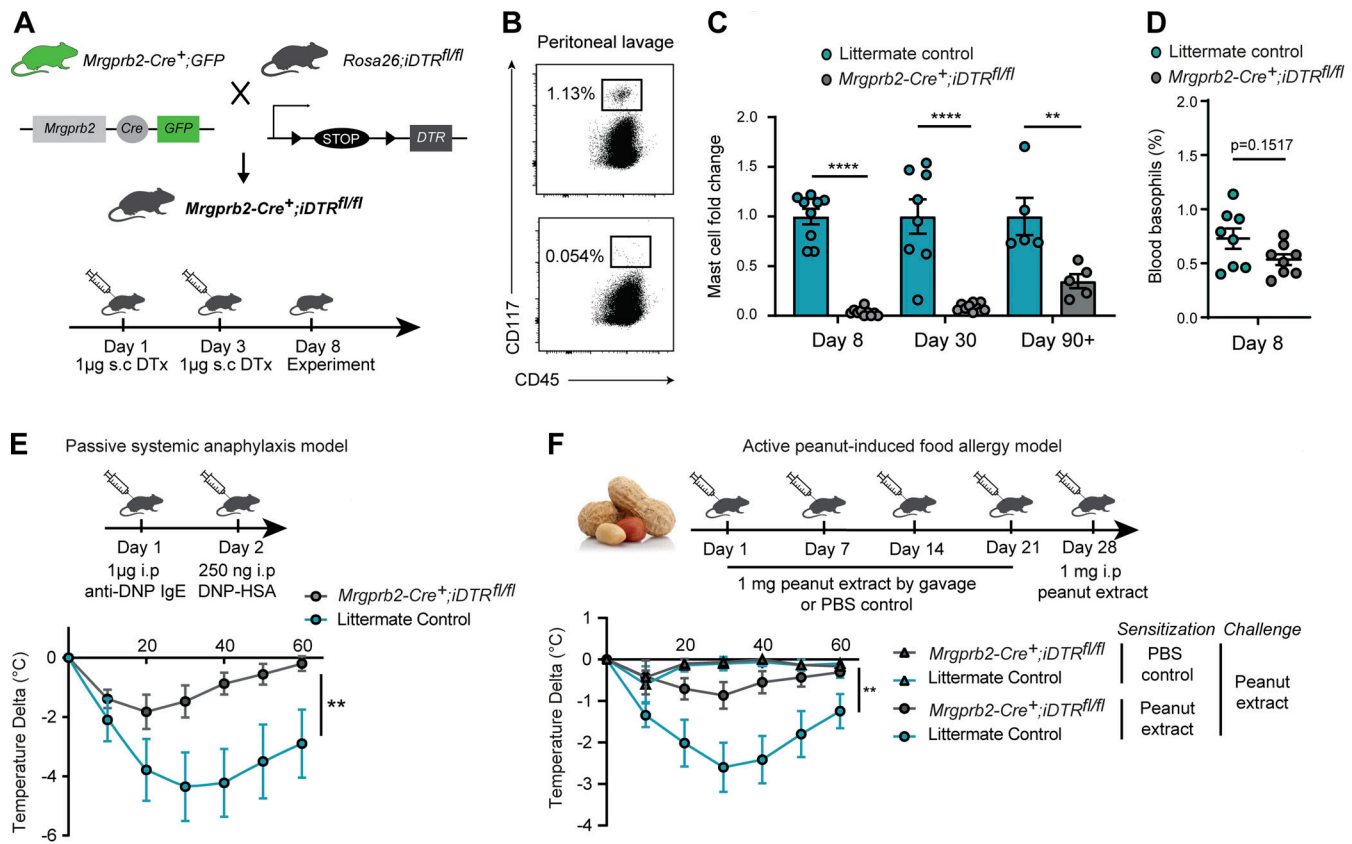 A
Mrgprb2-Cre+;GFP
Rosa26;iDTRfl/fl
Mrgprb2
Cre
GFP
STOP
DTR
Mrgprb2-Cre+;iDTRfl/fl
Day 1
Day 3
Day 8
1μg s.c DTx
1μg s.c DTx
Experiment
B
Peritoneal lavage
1.13%
0.054%
CD117
CD45
C
Littermate control
Mrgprb2-Cre+;iDTRfl/fl
Mast cell fold change
2.0
1.5
1.0
0.5
0.0
****
****
**
Day 8
Day 30
Day 90+
D
Littermate control
Mrgprb2-Cre+;iDTRfl/fl
Blood basophils (%)
2.0
1.5
1.0
0.5
0.0
p=0.1517
Day 8
E
Passive systemic anaphylaxis model
Day 1
Day 2
1μg i.p
250 ng i.p
anti-DNP IgE
DNP-HSA
Mrgprb2-Cre+;iDTRfl/fl
Littermate Control
Temperature Delta (°C)
0
-2
-4
-6
20
40
60
**
F
Active peanut-induced food allergy model
Day 1
Day 7
Day 14
Day 21
Day 28
1 mg peanut extract by gavage
or PBS control
1 mg i.p
peanut extract
Temperature Delta (°C)
1
0
-1
-2
-3
-4
20
40
60
**
Sensitization
Challenge
Mrgprb2-Cre+;iDTRfl/fl
Littermate Control
PBS
control
Mrgprb2-Cre+;iDTRfl/fl
Littermate Control
Peanut
extract
Peanut
extract